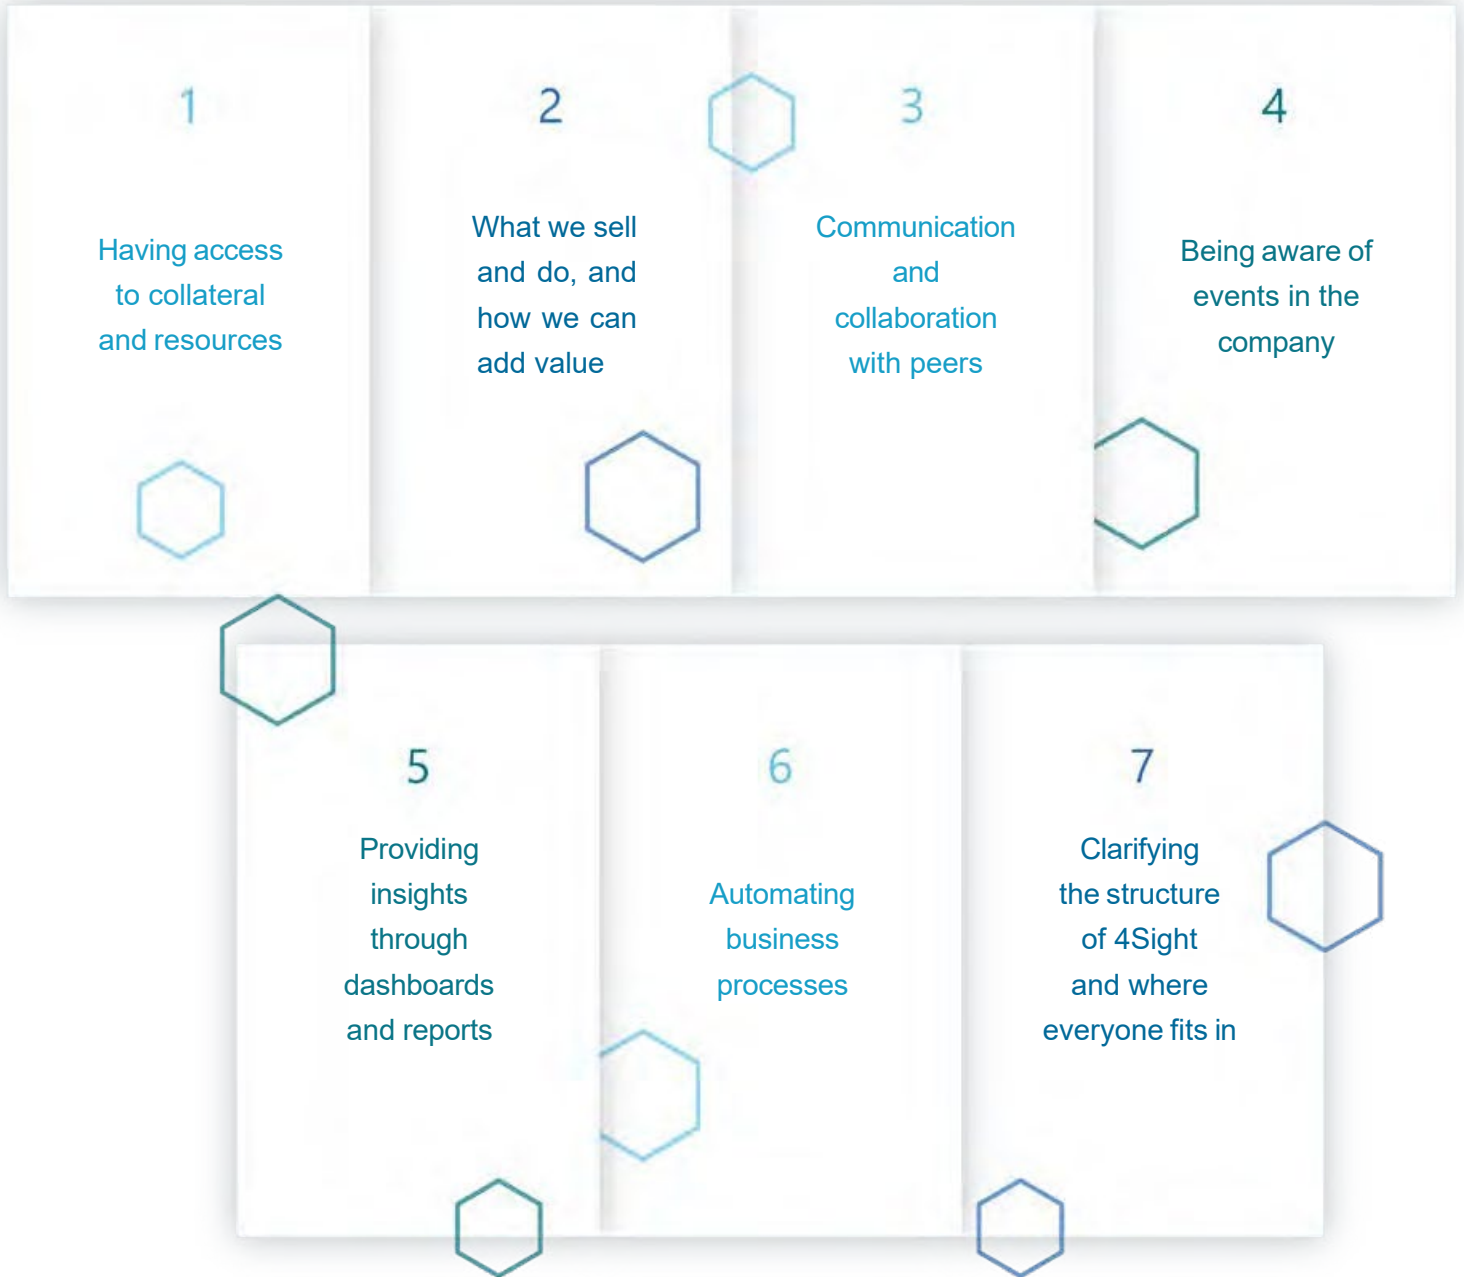 1
Having access
to collateral
and resources
2
What we sell
and do, and
how we can
add value
3
Communication
and
collaboration
with peers
4
Being aware of
events in the
company
5
Providing
insights
through
dashboards
and reports
6
Automating
business
processes
7
Clarifying
the structure
of 4Sight
and where
everyone fits in